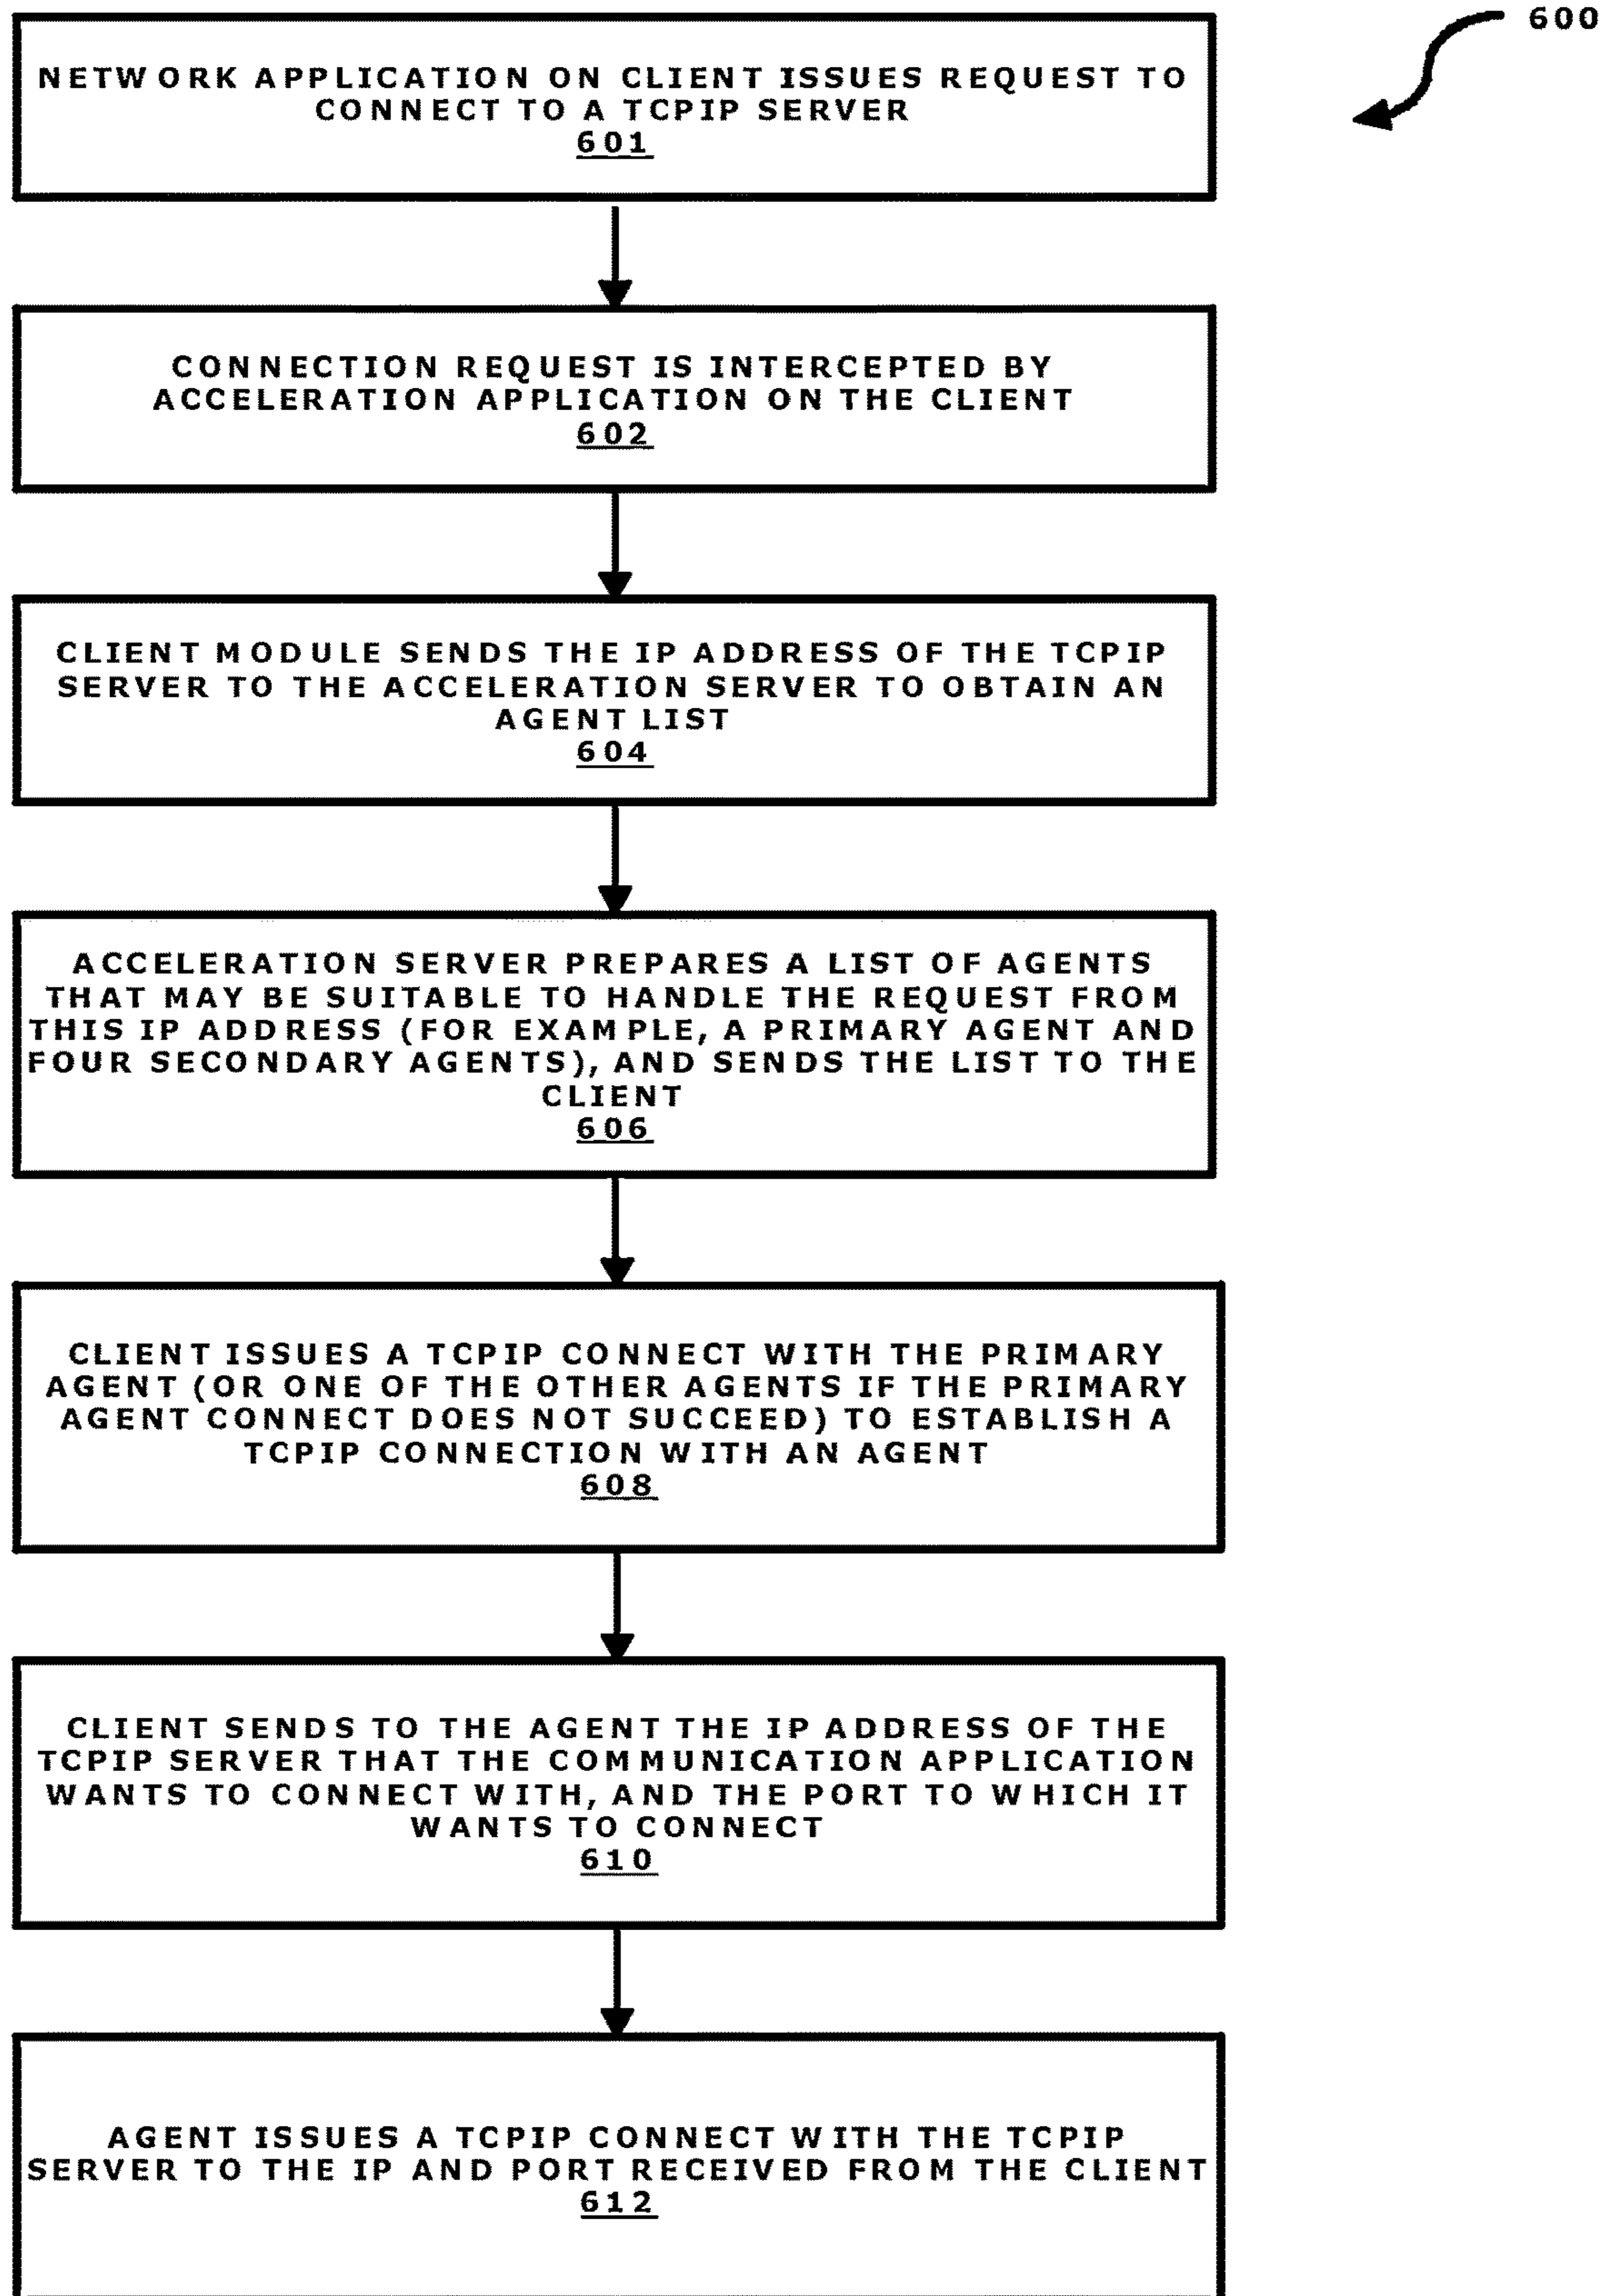 600
NETWORK APPLICATION ON CLIENT ISSUES REQUEST TO
CONNECT TO A TCPIP SERVER
601
CONNECTION REQUEST IS INTERCEPTED BY
ACCELERATION APPLICATION ON THE CLIENT
602
CLIENT MODULE SENDS THE IP ADDRESS OF THE TCPIP
SERVER TO THE ACCELERATION SERVER TO OBTAIN AN
AGENT LIST
604
ACCELERATION SERVER PREPARES A LIST OF AGENTS
THAT MAY BE SUITABLE TO HANDLE THE REQUEST FROM
THIS IP ADDRESS (FOR EXAMPLE, A PRIMARY AGENT AND
FOUR SECONDARY AGENTS), AND SENDS THE LIST TO THE
CLIENT
606
CLIENT ISSUES A TCPIP CONNECT WITH THE PRIMARY
AGENT (OR ONE OF THE OTHER AGENTS IF THE PRIMARY
AGENT CONNECT DOES NOT SUCCEED) TO ESTABLISH A
TCPIP CONNECTION WITH AN AGENT
608
CLIENT SENDS TO THE AGENT THE IP ADDRESS OF THE
TCPIP SERVER THAT THE COMMUNICATION APPLICATION
WANTS TO CONNECT WITH, AND THE PORT TO WHICH IT
WANTS TO CONNECT
610
AGENT ISSUES A TCPIP CONNECT WITH THE TCPIP
SERVER TO THE IP AND PORT RECEIVED FROM THE CLIENT
612